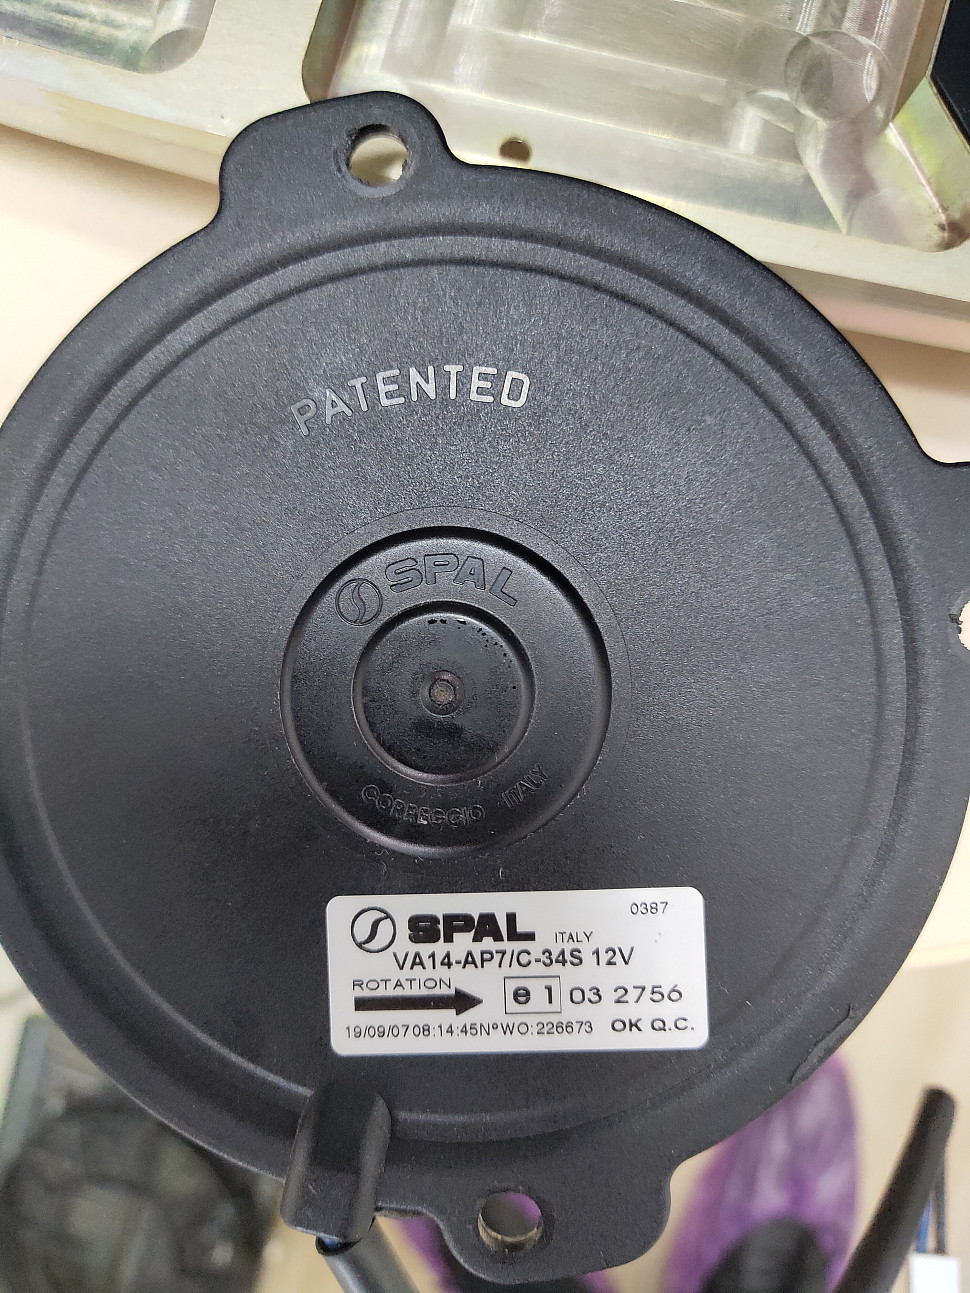 PATENTED
SPAL
CORREGGIO ITALY
SPAL ITALY 0387
VA14-AP7/C-34S 12V
ROTATION
e 1 03 2756
19/09/07 08:14:45 N° WO:226673 OK Q.C.